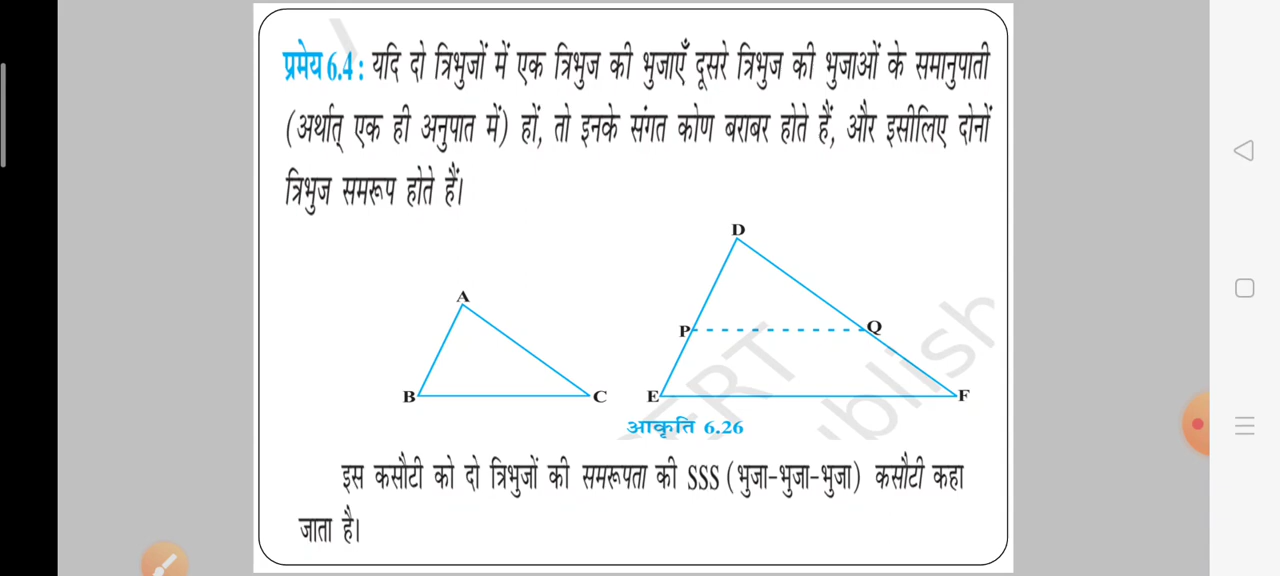 प्रमेय 6.4 : यदि दो त्रिभुजों में एक त्रिभुज की भुजाएँ दूसरे त्रिभुज की भुजाओं के समानुपाती
(अर्थात् एक ही अनुपात में) हों, तो इनके संगत कोण बराबर होते हैं, और इसीलिए दोनों
त्रिभुज समरूप होते हैं।
D
A
P
Q
B
C
E
F
आकृति 6.26
इस कसौटी को दो त्रिभुजों की समरूपता की SSS (भुजा-भुजा-भुजा) कसौटी कहा
जाता है।